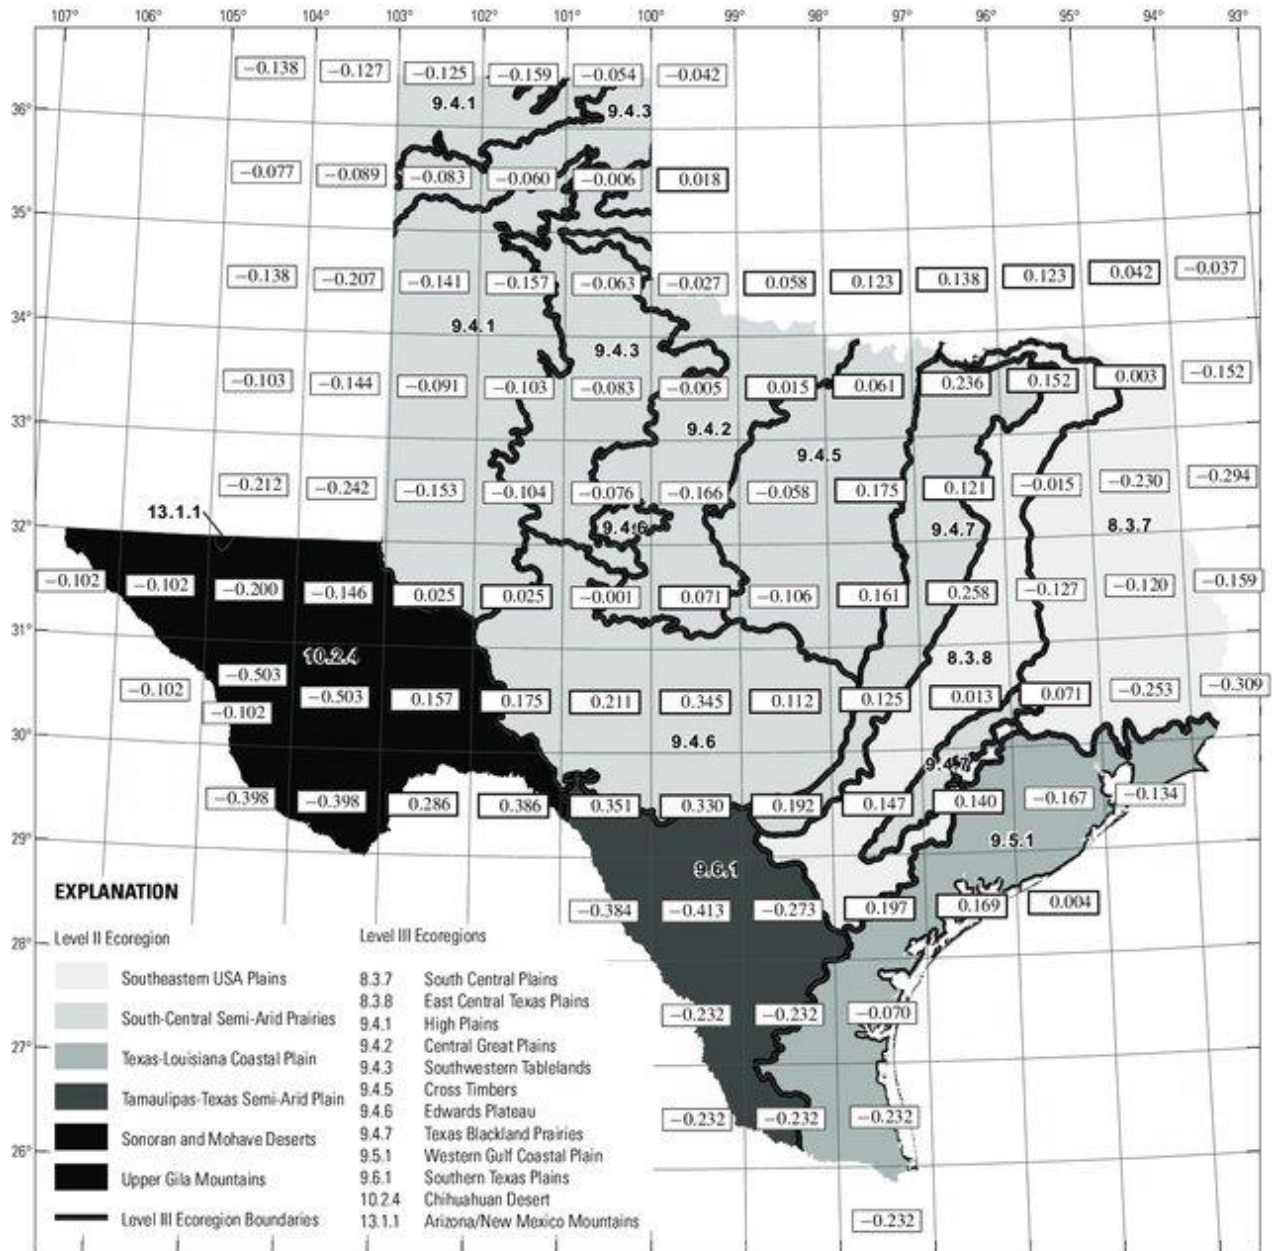 107° 106° 105° 104° 103° 102° 101° 100° 99° 98° 97° 96° 95° 94° 93°
−0.138 −0.127 −0.125 −0.159 −0.054 −0.042
36° 9.4.1 9.4.3
−0.077 −0.089 −0.083 −0.060 −0.006 0.018
35°
−0.138 −0.207 −0.141 −0.157 −0.063 −0.027 0.058 0.123 0.138 0.123 0.042 −0.037
34° 9.4.1 9.4.3
−0.103 −0.144 −0.091 −0.103 −0.083 −0.005 0.015 0.061 0.236 0.152 0.003 −0.152
33° 9.4.2 9.4.5
−0.212 −0.242 −0.153 −0.104 −0.076 −0.166 −0.058 0.175 0.121 −0.015 −0.230 −0.294
32° 13.1.1 9.4.6 9.4.7 8.3.7
−0.102 −0.102 −0.200 −0.146 0.025 0.025 −0.001 0.071 −0.106 0.161 0.258 −0.127 −0.120 −0.159
31° 10.2.4 8.3.8
−0.102 −0.503 −0.503 0.157 0.175 0.211 0.345 0.112 0.125 0.013 0.071 −0.253 −0.309
−0.102
30° 9.4.6 9.4.7
−0.398 −0.398 0.286 0.386 0.351 0.330 0.192 0.147 0.140 −0.167 −0.134
29° 9.6.1 9.5.1
−0.384 −0.413 −0.273 0.197 0.169 0.004
28°
−0.232 −0.232 −0.070
27°
−0.232 −0.232 −0.232
26°
−0.232
EXPLANATION
Level II Ecoregion
Southeastern USA Plains
South-Central Semi-Arid Prairies
Texas-Louisiana Coastal Plain
Tamaulipas-Texas Semi-Arid Plain
Sonoran and Mohave Deserts
Upper Gila Mountains
Level III Ecoregion Boundaries
Level III Ecoregions
8.3.7 South Central Plains
8.3.8 East Central Texas Plains
9.4.1 High Plains
9.4.2 Central Great Plains
9.4.3 Southwestern Tablelands
9.4.5 Cross Timbers
9.4.6 Edwards Plateau
9.4.7 Texas Blackland Prairies
9.5.1 Western Gulf Coastal Plain
9.6.1 Southern Texas Plains
10.2.4 Chihuahuan Desert
13.1.1 Arizona/New Mexico Mountains